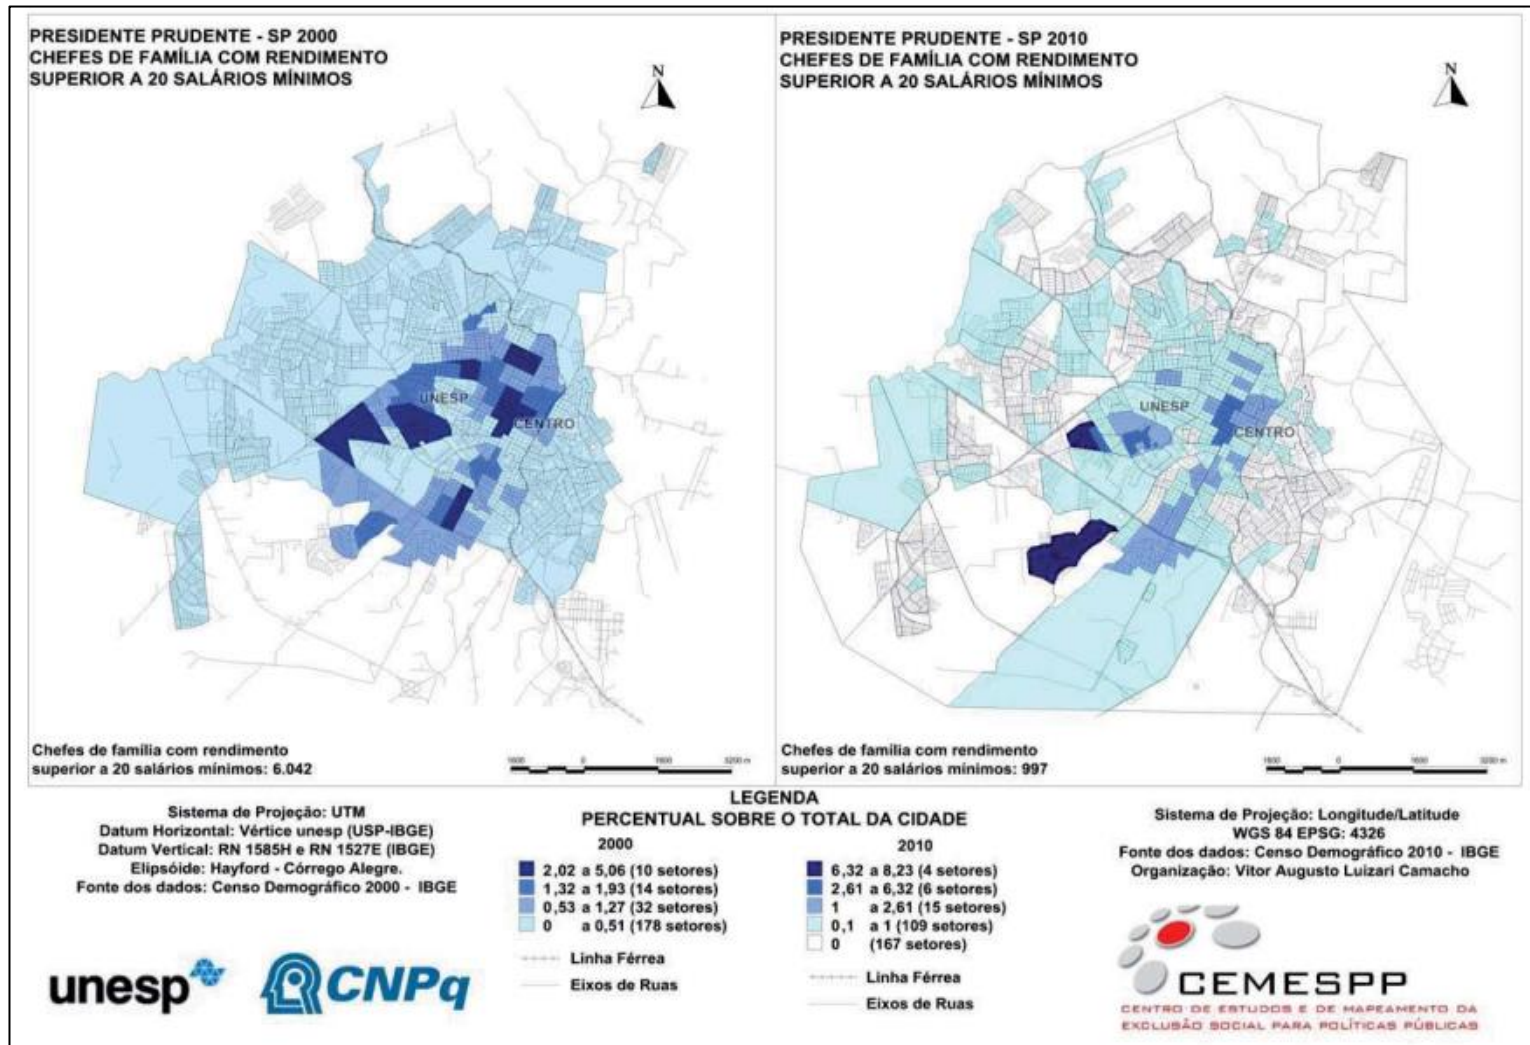 PRESIDENTE PRUDENTE - SP 2000
CHEFES DE FAMÍLIA COM RENDIMENTO
SUPERIOR A 20 SALÁRIOS MÍNIMOS
N
UNESP
CENTRO
Chefes de família com rendimento
superior a 20 salários mínimos: 6.042
1600 0 1600 3200 m
PRESIDENTE PRUDENTE - SP 2010
CHEFES DE FAMÍLIA COM RENDIMENTO
SUPERIOR A 20 SALÁRIOS MÍNIMOS
N
UNESP
CENTRO
Chefes de família com rendimento
superior a 20 salários mínimos: 997
1600 0 1600 3200 m
Sistema de Projeção: UTM
Datum Horizontal: Vértice unesp (USP-IBGE)
Datum Vertical: RN 1585H e RN 1527E (IBGE)
Elipsóide: Hayford - Córrego Alegre.
Fonte dos dados: Censo Demográfico 2000 - IBGE
unesp
CNPq
LEGENDA
PERCENTUAL SOBRE O TOTAL DA CIDADE
2000
2,02 a 5,06 (10 setores)
1,32 a 1,93 (14 setores)
0,53 a 1,27 (32 setores)
0 a 0,51 (178 setores)
Linha Férrea
Eixos de Ruas
2010
6,32 a 8,23 (4 setores)
2,61 a 6,32 (6 setores)
1 a 2,61 (15 setores)
0,1 a 1 (109 setores)
0 (167 setores)
Linha Férrea
Eixos de Ruas
Sistema de Projeção: Longitude/Latitude
WGS 84 EPSG: 4326
Fonte dos dados: Censo Demográfico 2010 - IBGE
Organização: Vitor Augusto Luizari Camacho
CEMESPP
CENTRO DE ESTUDOS E DE MAPEAMENTO DA
EXCLUSÃO SOCIAL PARA POLÍTICAS PÚBLICAS